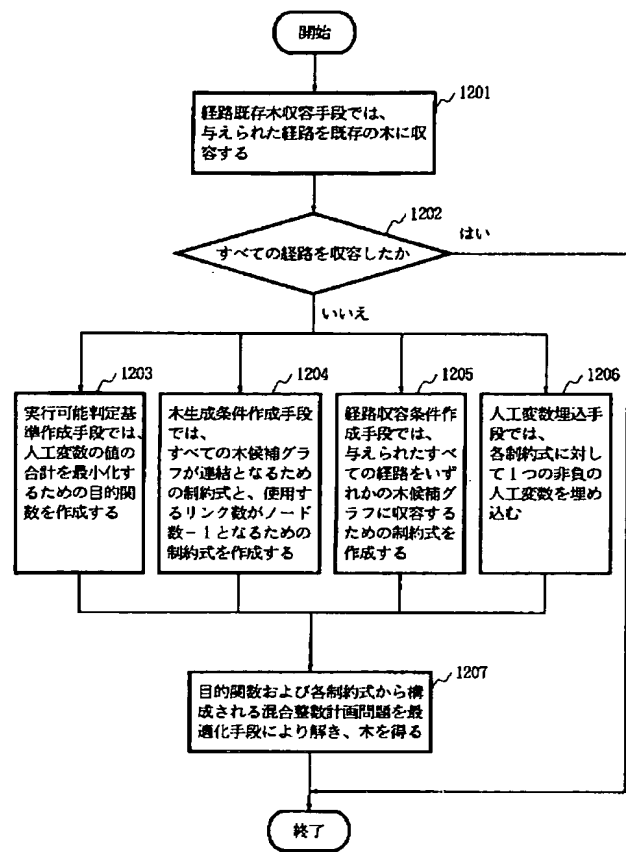 開始
1201
経路既存木収容手段では、
与えられた経路を既存の木に収
容する
1202
はい
すべての経路を収容したか
いいえ
1203
実行可能判定基
準作成手段では、
人工変数の値の
合計を最小化す
るための目的関
数を作成する
1204
木生成条件作成手段
では、
すべての木候補グラ
フが連結となるため
の制約式と、使用す
るリンク数がノード
数-1となるための
制約式を作成する
1205
経路収容条件作
成手段では、
与えられたすべ
ての経路をいず
れかの木候補グ
ラフに収容する
ための制約式を
作成する
1206
人工変数埋込手
段では、
各制約式に対し
て1つの非負の
人工変数を埋め
込む
1207
目的関数および各制約式から構
成される混合整数計画問題を最
適化手段により解き、木を得る
終了